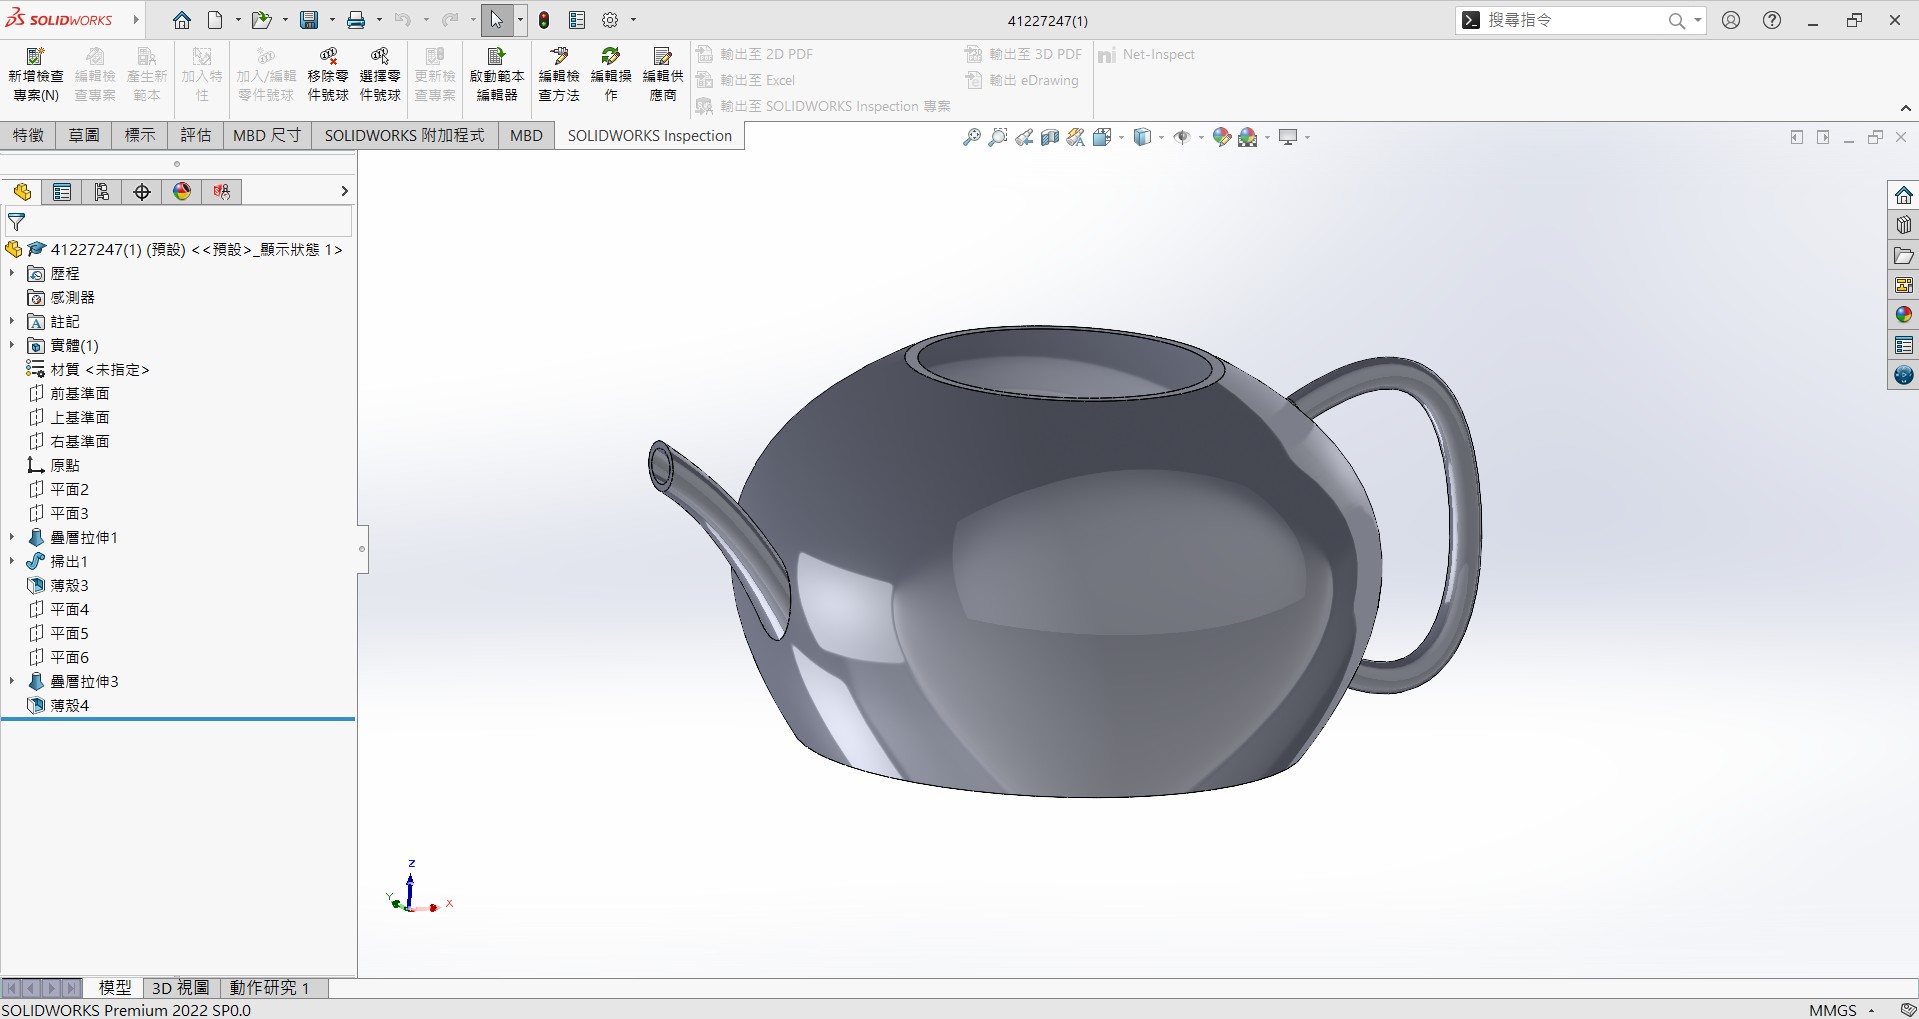 SOLIDWORKS
41227247(1)
搜尋指令
新增檢查專案(N)
編輯檢查專案
產生新範本
加入特性
加入/編輯零件號球
移除零件號球
選擇零件號球
更新檢查專案
啟動範本編輯器
編輯檢查方法
編輯操作
編輯供應商
輸出至 2D PDF
輸出至 Excel
輸出至 SOLIDWORKS Inspection 專案
輸出至 3D PDF
輸出 eDrawing
Net-Inspect
特徵 草圖 標示 評估 MBD 尺寸 SOLIDWORKS 附加程式 MBD SOLIDWORKS Inspection
41227247(1) (預設) <<預設>_顯示狀態 1>
歷程
感測器
註記
實體(1)
材質 <未指定>
前基準面
上基準面
右基準面
原點
平面2
平面3
疊層拉伸1
掃出1
薄殼3
平面4
平面5
平面6
疊層拉伸3
薄殼4
Z
Y
X
模型 3D 視圖 動作研究 1
SOLIDWORKS Premium 2022 SP0.0
MMGS